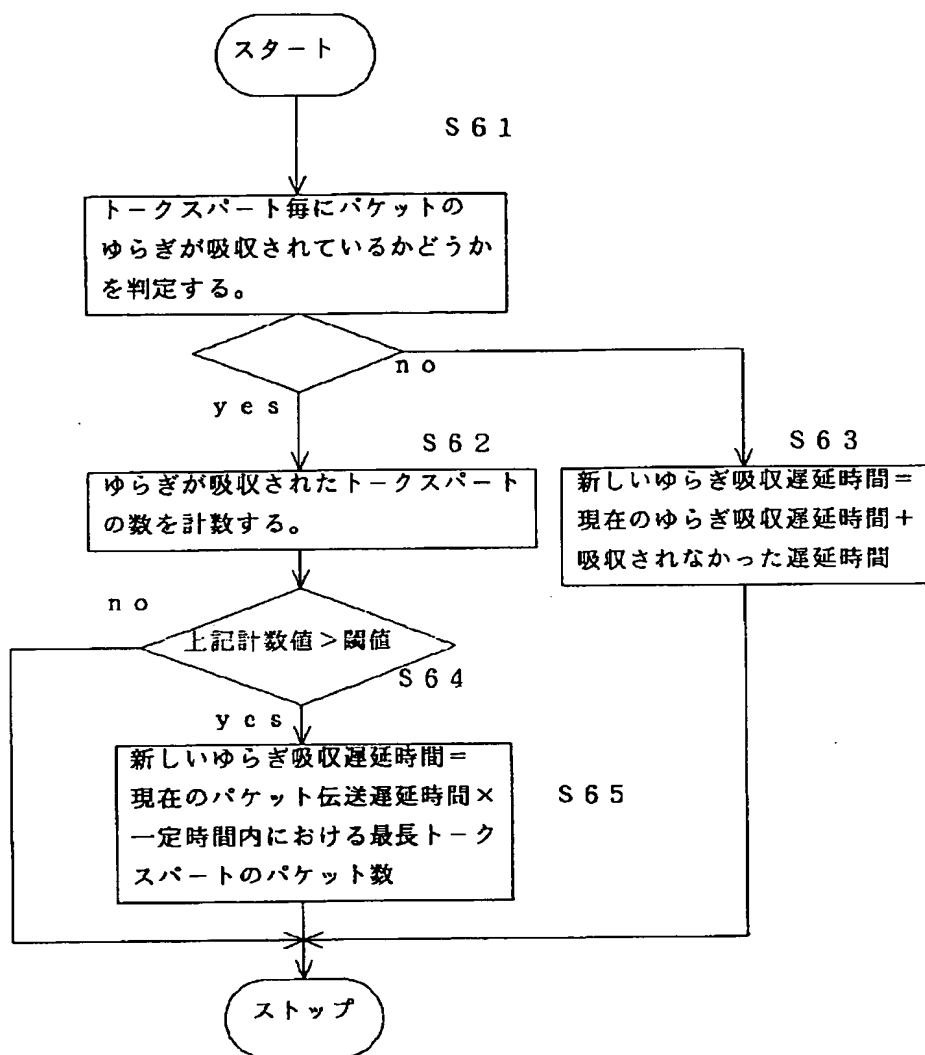 スタート
S61
トークスパート毎にパケットの
ゆらぎが吸収されているかどうか
を判定する。
no
yes
S62
ゆらぎが吸収されたトークスパート
の数を計数する。
S63
新しいゆらぎ吸収遅延時間=
現在のゆらぎ吸収遅延時間+
吸収されなかった遅延時間
no
上記計数値>閾値
S64
yes
新しいゆらぎ吸収遅延時間=
現在のパケット伝送遅延時間×
一定時間内における最長トーク
スパートのパケット数
S65
ストップ